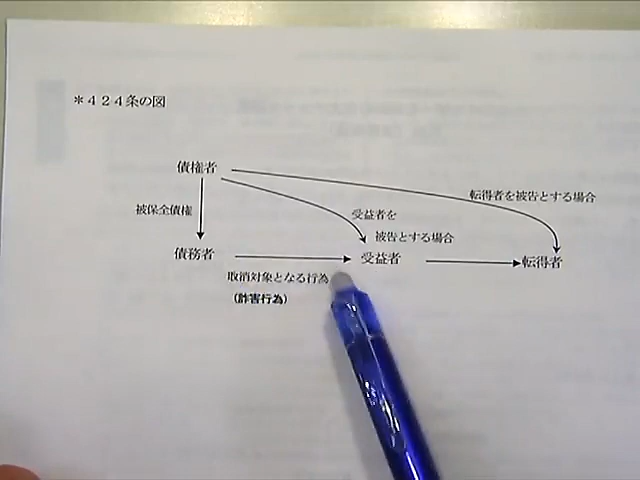 ＊４２４条の図
債権者
転得者を被告とする場合
被保全債権
受益者を
被告とする場合
債務者
受益者
転得者
取消対象となる行為
（詐害行為）